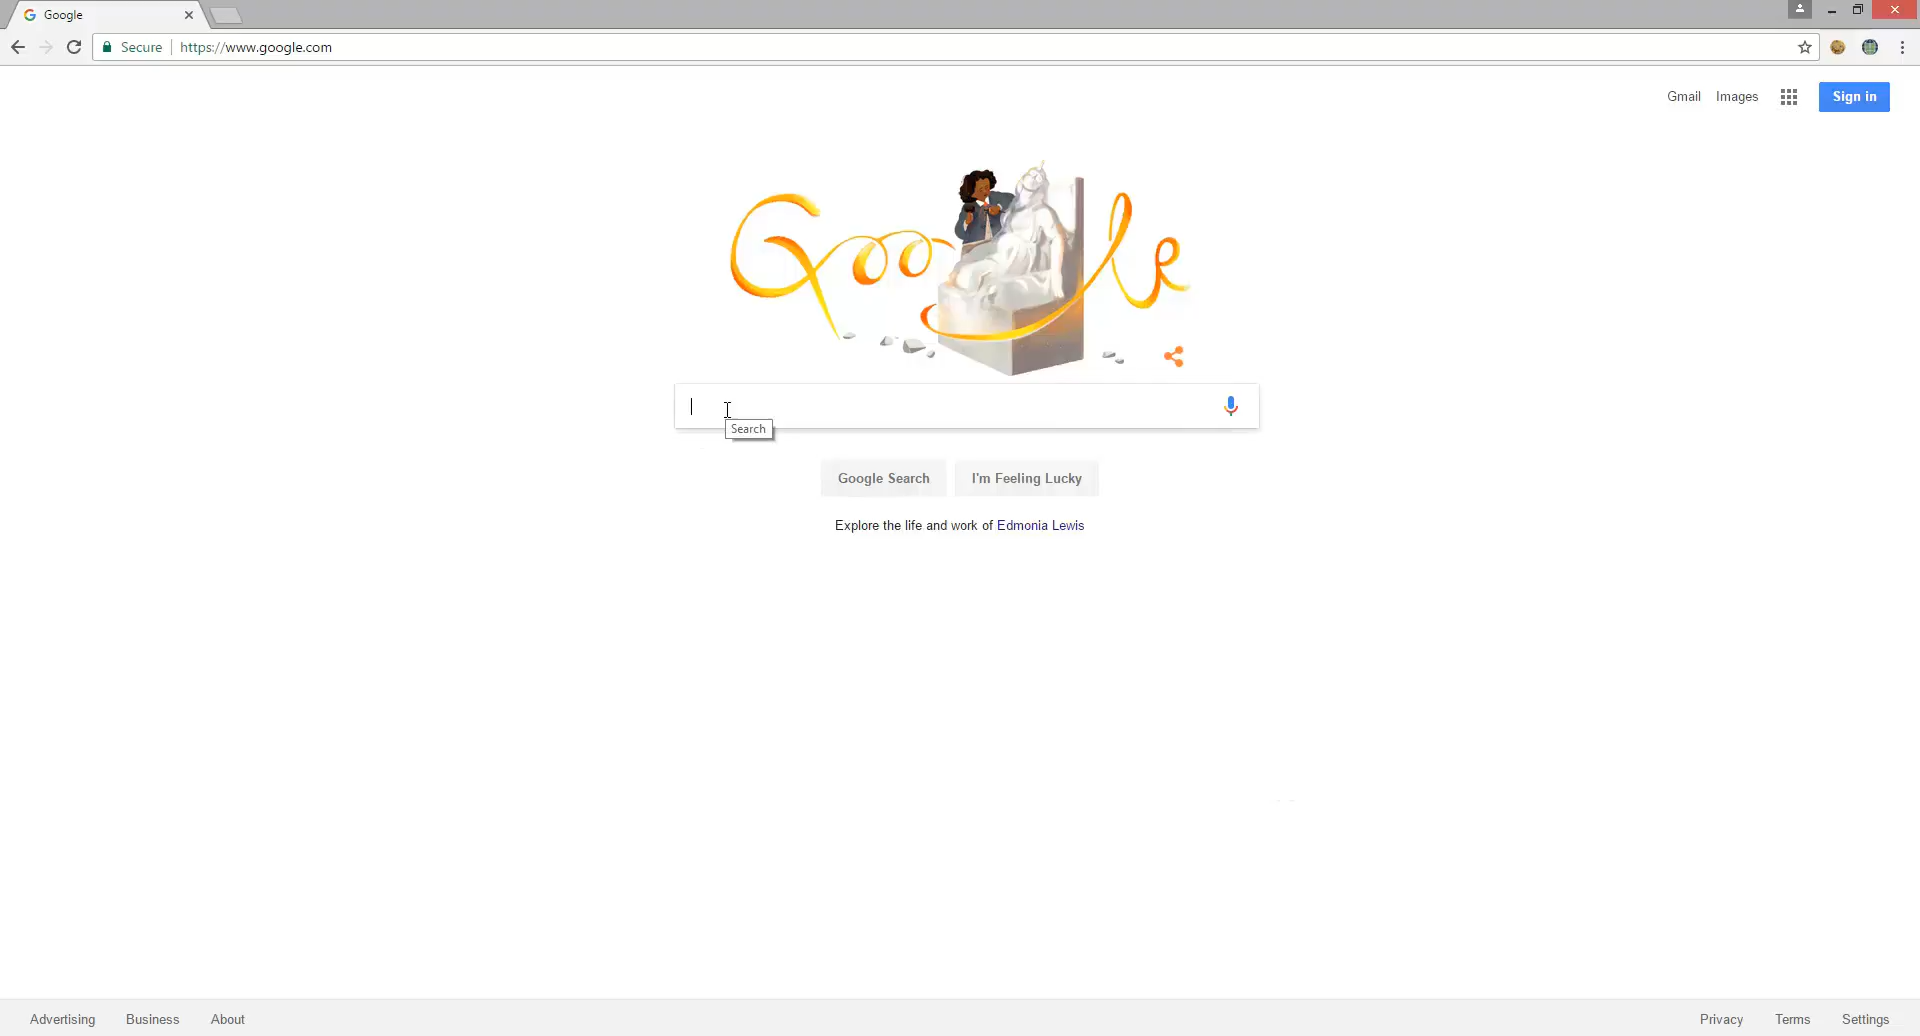 Google
Secure https://www.google.com
Gmail Images Sign in
Google
Search
Google Search I'm Feeling Lucky
Explore the life and work of Edmonia Lewis
Advertising Business About Privacy Terms Settings